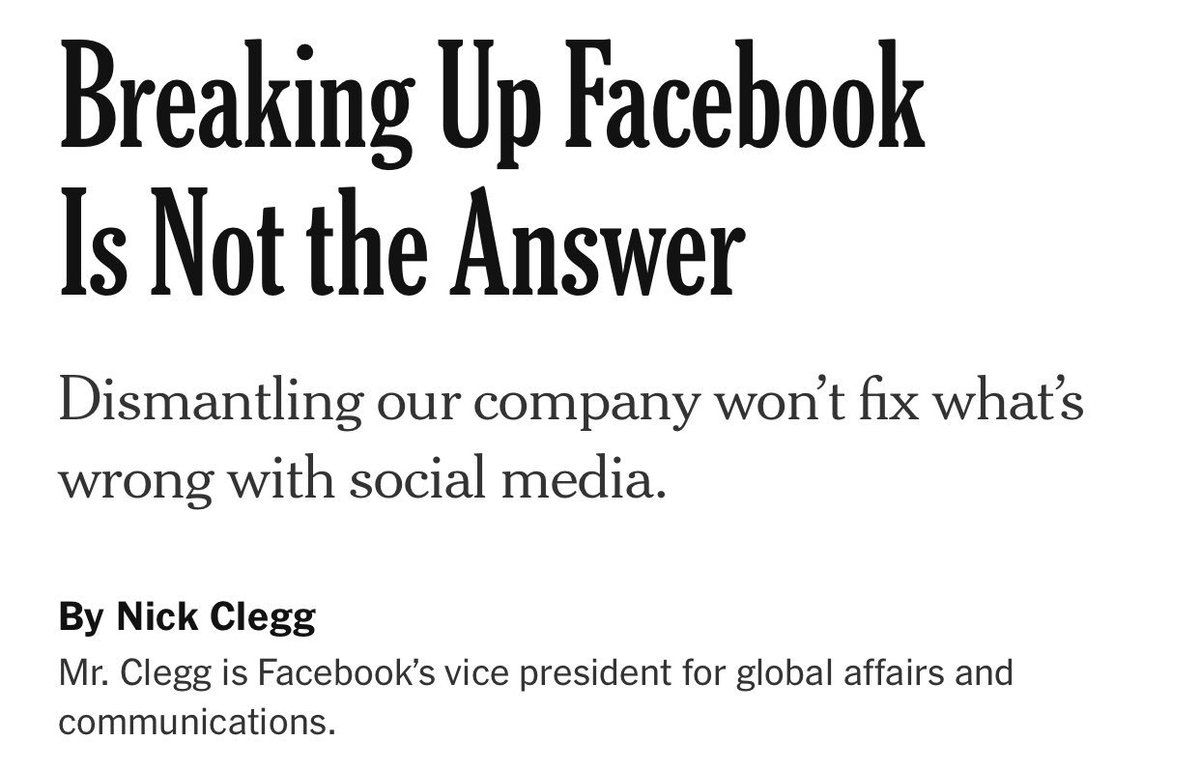 Breaking Up Facebook
Is Not the Answer
Dismantling our company won’t fix what’s
wrong with social media.
By Nick Clegg
Mr. Clegg is Facebook’s vice president for global affairs and
communications.